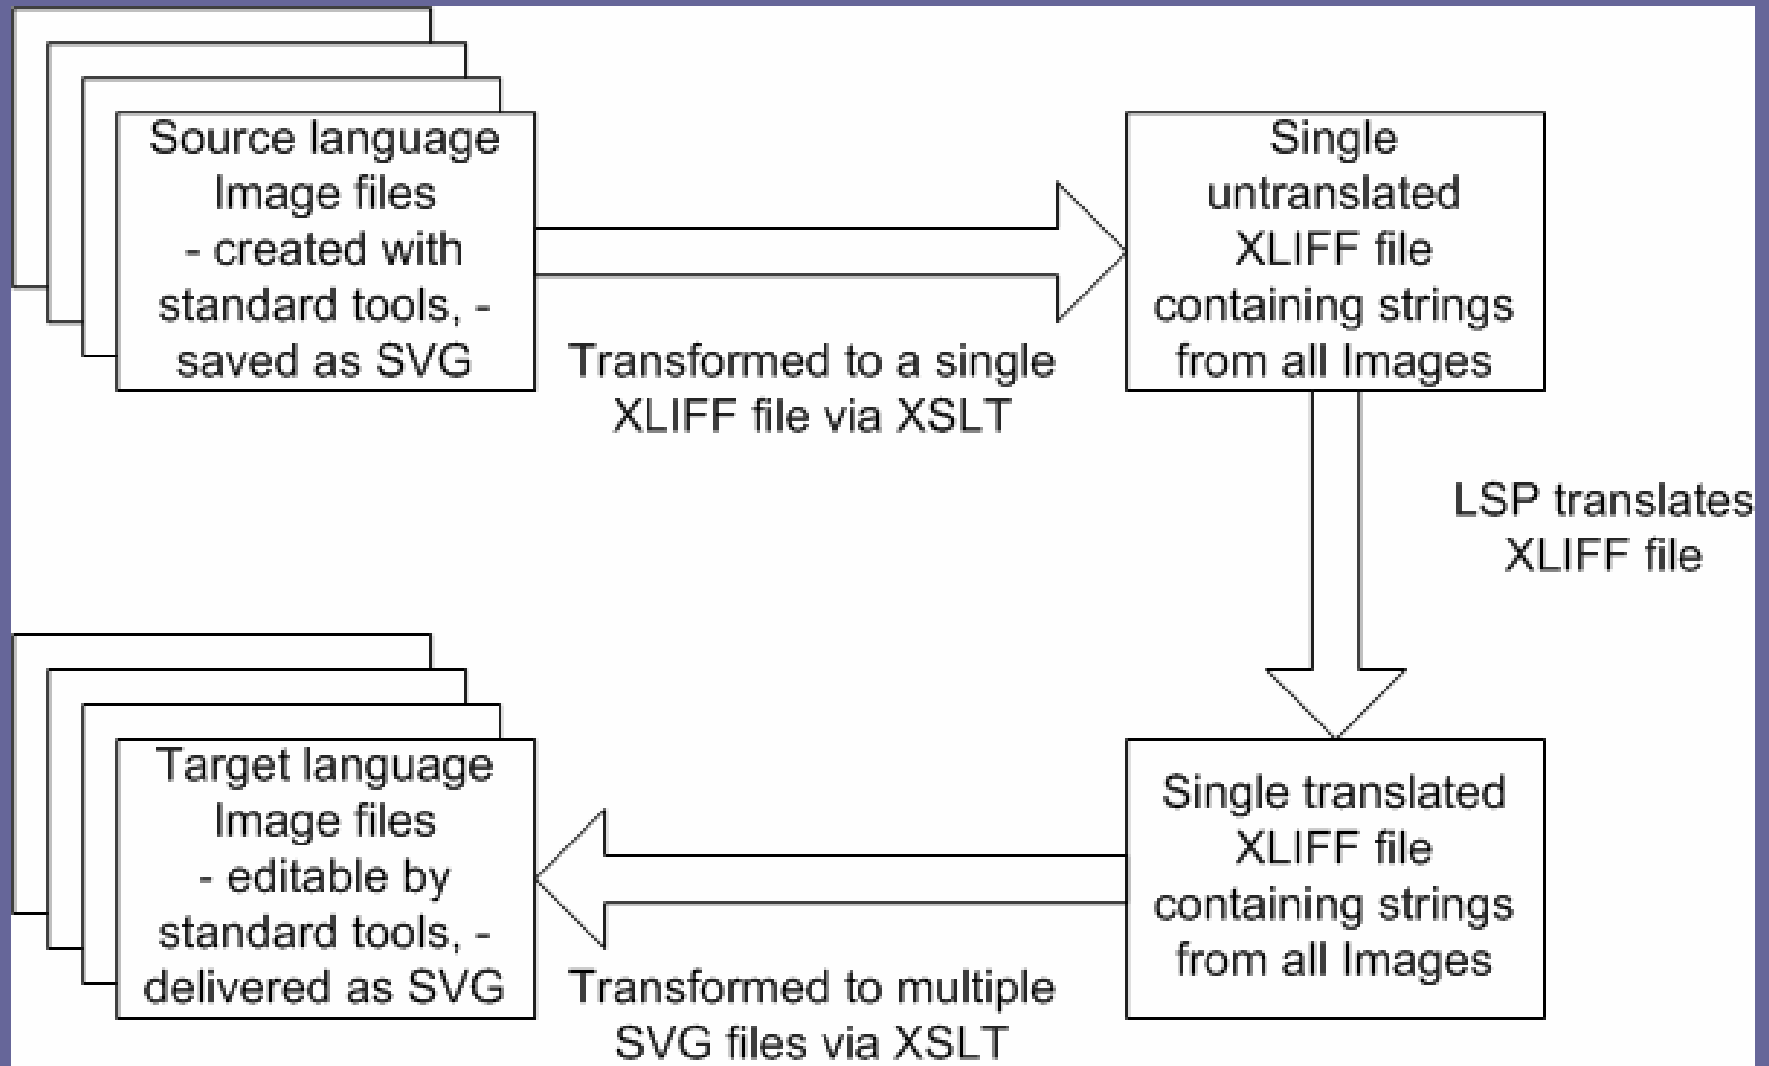 Source language
Image files
- created with
standard tools, -
saved as SVG
Transformed to a single
XLIFF file via XSLT
Single
untranslated
XLIFF file
containing strings
from all Images
LSP translates
XLIFF file
Single translated
XLIFF file
containing strings
from all Images
Transformed to multiple
SVG files via XSLT
Target language
Image files
- editable by
standard tools, -
delivered as SVG